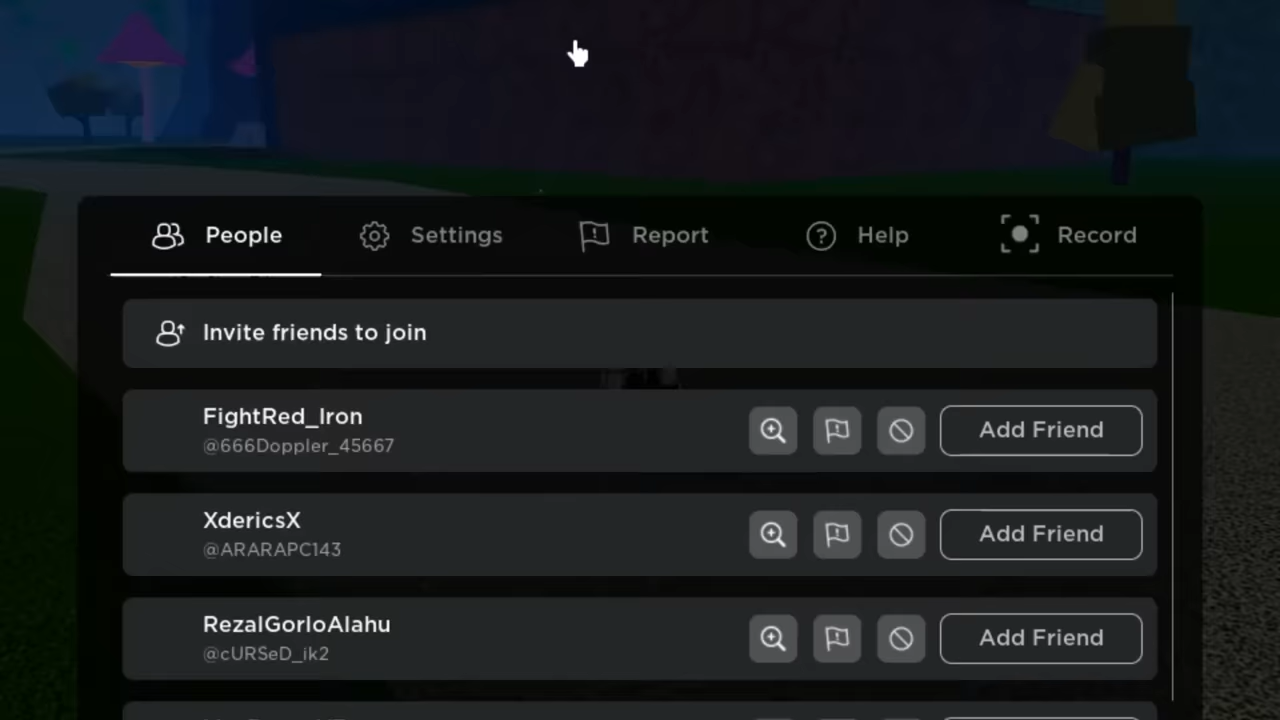 People Settings Report Help Record
Invite friends to join
FightRed_Iron
@666Doppler_45667
Add Friend
XdericsX
@ARARAPC143
Add Friend
RezalGorloAlahu
@cURSeD_ik2
Add Friend